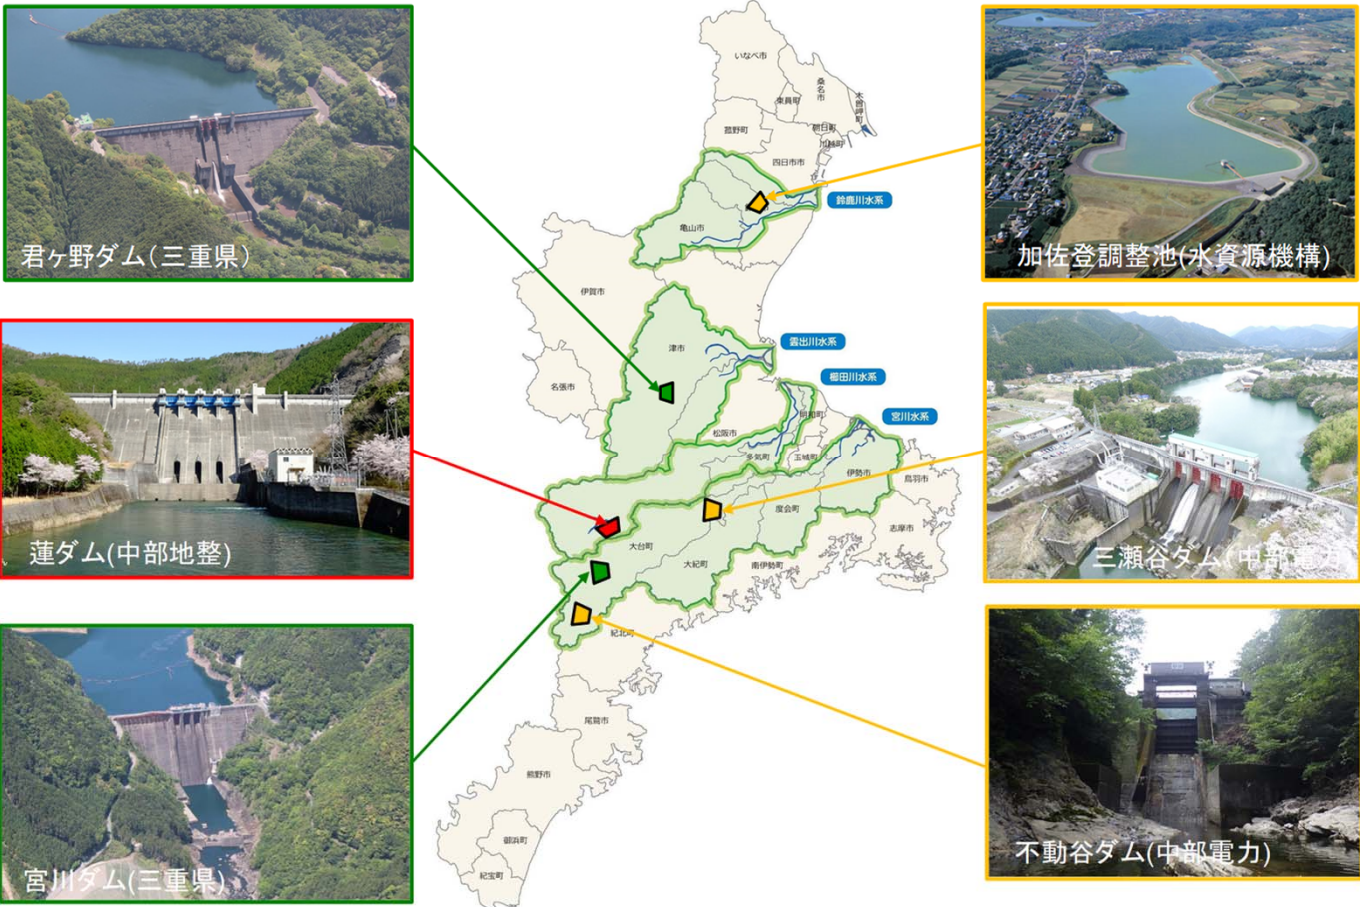 君ヶ野ダム(三重県)
蓮ダム(中部地整)
宮川ダム(三重県)
いなべ市
桑名市
木曽岬町
東員町
菰野町
朝日町
川越町
四日市市
鈴鹿川水系
亀山市
伊賀市
津市
雲出川水系
名張市
櫛田川水系
明和町
宮川水系
松阪市
多気町
玉城町
伊勢市
鳥羽市
度会町
志摩市
大台町
大紀町
南伊勢町
紀北町
尾鷲市
熊野市
御浜町
紀宝町
加佐登調整池(水資源機構)
三瀬谷ダム(中部電力)
不動谷ダム(中部電力)